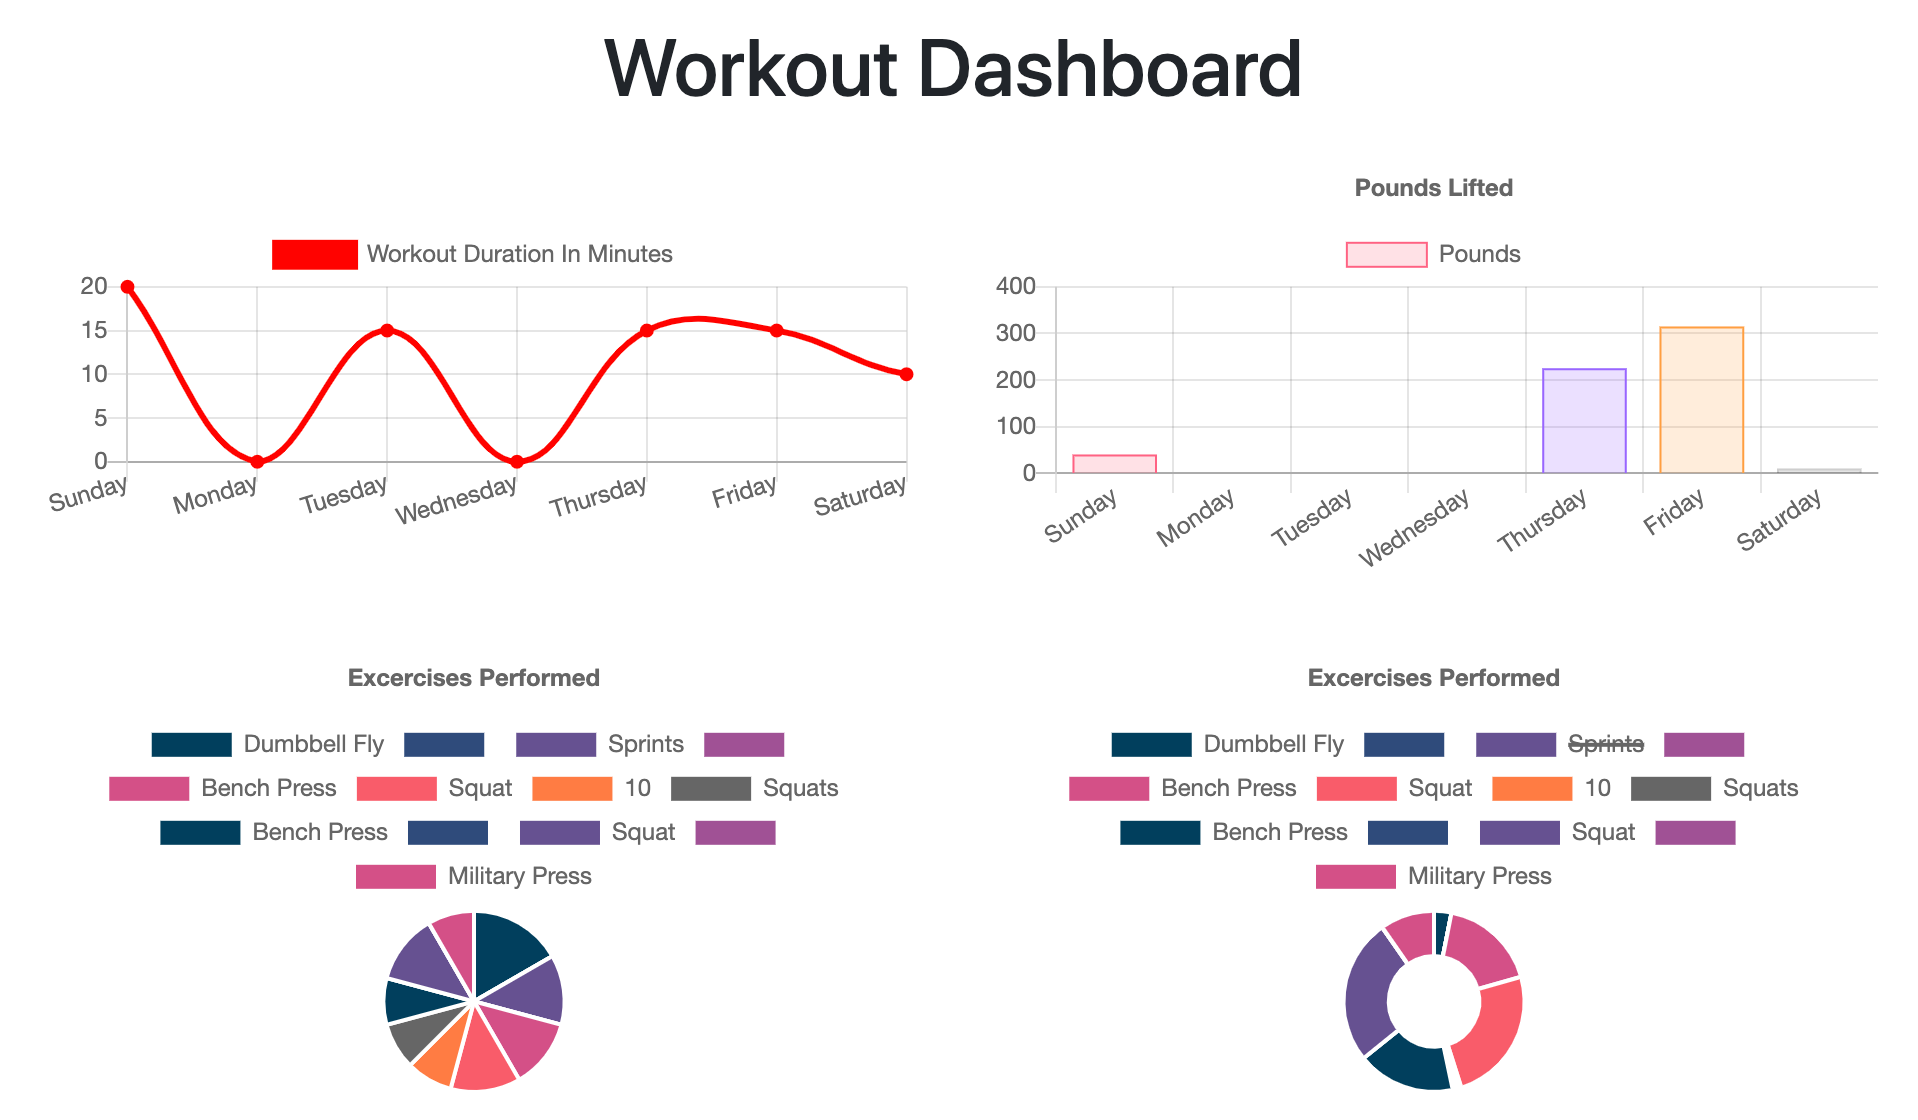 Workout Dashboard
Workout Duration In Minutes
20
15
10
5
0
Sunday Monday Tuesday Wednesday Thursday Friday Saturday
Pounds Lifted
Pounds
400
300
200
100
0
Sunday Monday Tuesday Wednesday Thursday Friday Saturday
Excercises Performed
Dumbbell Fly Sprints
Bench Press Squat 10 Squats
Bench Press Squat
Military Press
Excercises Performed
Dumbbell Fly Sprints
Bench Press Squat 10 Squats
Bench Press Squat
Military Press